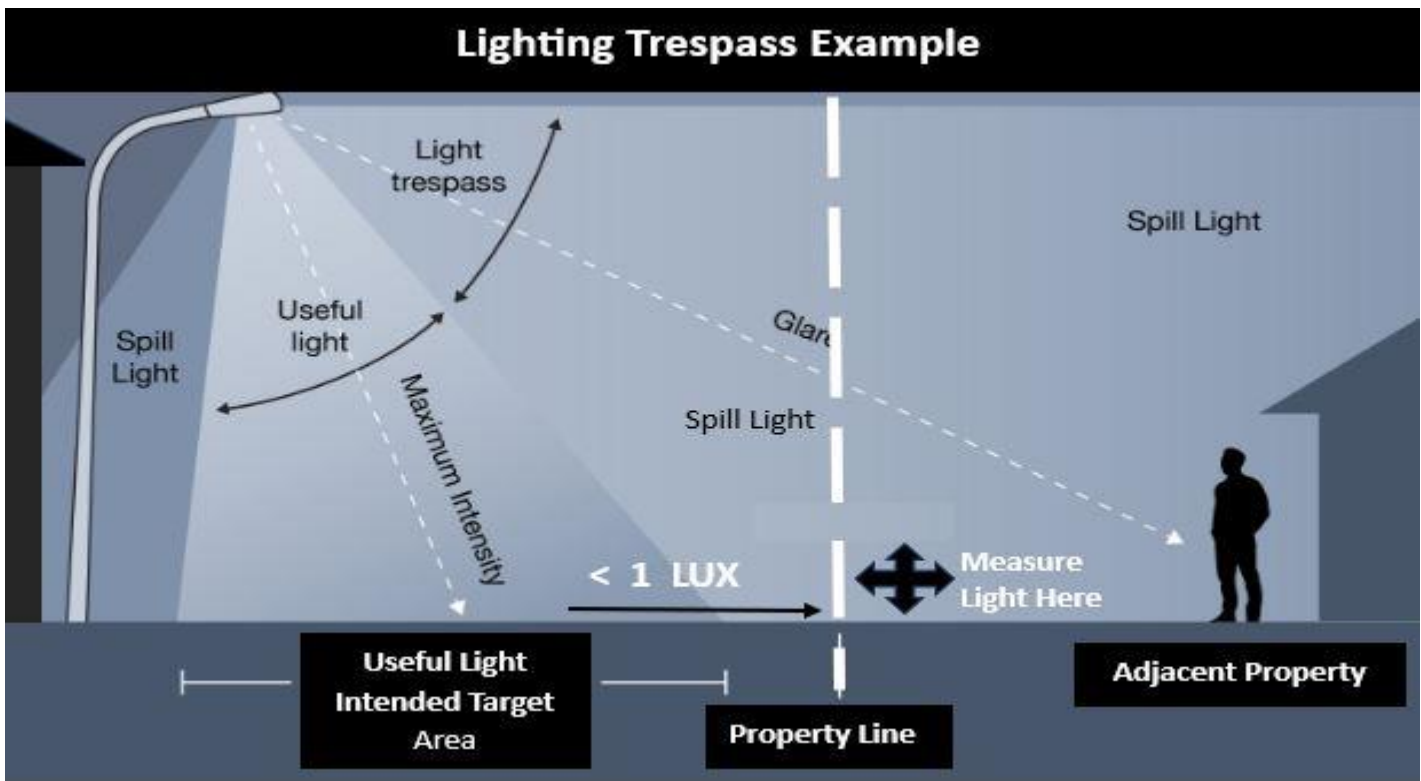 Lighting Trespass Example
Light
trespass
Spill Light
Useful
light
Spill
Light
Glare
Maximum Intensity
Spill Light
< 1 LUX
Measure
Light Here
Useful Light
Intended Target
Area
Property Line
Adjacent Property